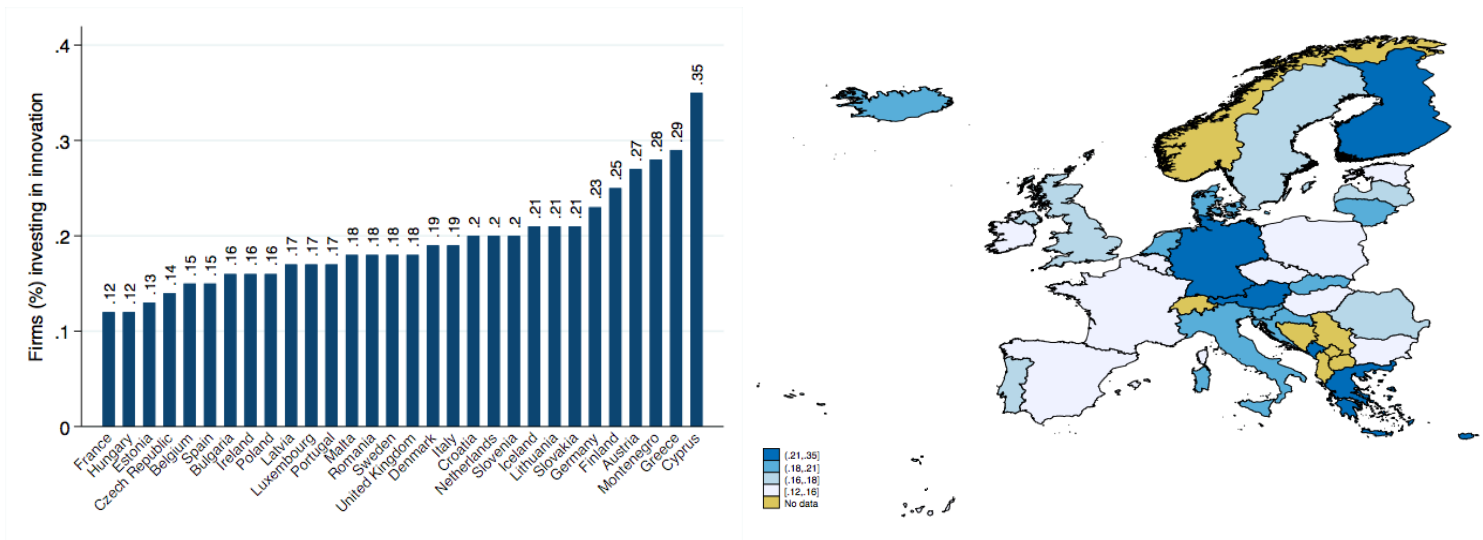 Firms (%) investing in innovation
.4
.3
.2
.1
0
.12
.12
.13
.14
.15
.15
.16
.16
.16
.17
.17
.17
.18
.18
.18
.18
.19
.19
.2
.2
.2
.21
.21
.21
.23
.25
.27
.28
.29
.35
France
Hungary
Estonia
Czech Republic
Belgium
Spain
Bulgaria
Ireland
Poland
Latvia
Luxembourg
Portugal
Malta
Romania
Sweden
United Kingdom
Denmark
Italy
Croatia
Netherlands
Slovenia
Iceland
Lithuania
Slovakia
Germany
Finland
Austria
Montenegro
Greece
Cyprus
(.21,.35]
(.18,.21]
(.16,.18]
[.12,.16]
No data